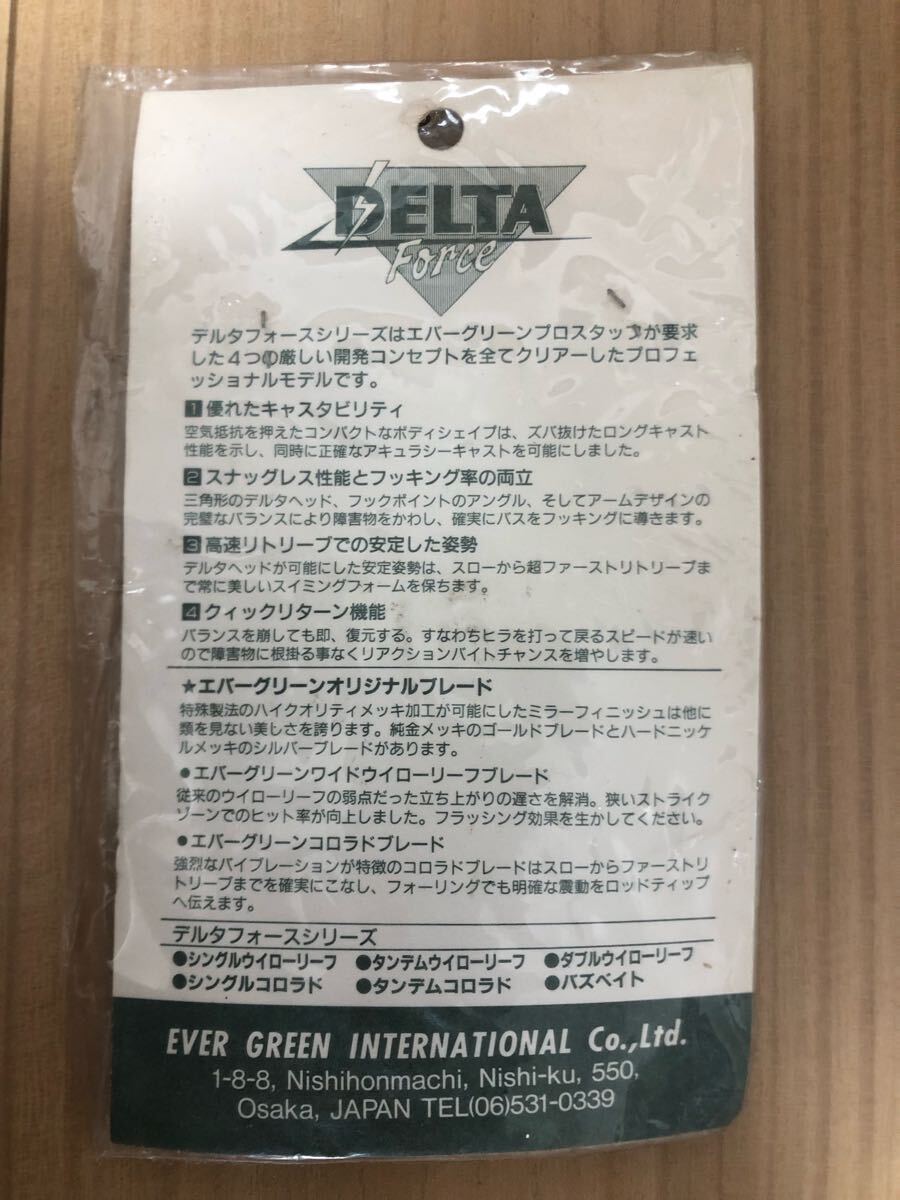 DELTA
Force
デルタフォースシリーズはエバーグリーンプロスタッフが要求
した4つの厳しい開発コンセプトを全てクリアーしたプロフェ
ッショナルモデルです。
1 優れたキャスタビリティ
空気抵抗を押えたコンパクトなボディシェイプは、ズバ抜けたロングキャスト
性能を示し、同時に正確なアキュラシーキャストを可能にしました。
2 スナッグレス性能とフッキング率の両立
三角形のデルタヘッド、フックポイントのアングル、そしてアームデザインの
完璧なバランスにより障害物をかわし、確実にバスをフッキングに導きます。
3 高速リトリーブでの安定した姿勢
デルタヘッドが可能にした安定姿勢は、スローから超ファーストリトリーブま
で常に美しいスイミングフォームを保ちます。
4 クィックリターン機能
バランスを崩しても即、復元する。すなわちヒラを打って戻るスピードが速い
ので障害物に根掛る事なくリアクションバイトチャンスを増やします。
★エバーグリーンオリジナルブレード
特殊製法のハイクオリティメッキ加工が可能にしたミラーフィニッシュは他に
類を見ない美しさを誇ります。純金メッキのゴールドブレードとハードニッケ
ルメッキのシルバーブレードがあります。
●エバーグリーンワイドウイローリーフブレード
従来のウイローリーフの弱点だった立ち上がりの遅さを解消。狭いストライク
ゾーンでのヒット率が向上しました。フラッシング効果を生かしてください。
●エバーグリーンコロラドブレード
強烈なバイブレーションが特徴のコロラドブレードはスローからファーストリ
トリーブまでを確実にこなし、フォーリングでも明確な震動をロッドティップ
へ伝えます。
デルタフォースシリーズ
●シングルウイローリーフ ●タンデムウイローリーフ ●ダブルウイローリーフ
●シングルコロラド ●タンデムコロラド ●バズベイト
EVER GREEN INTERNATIONAL Co.,Ltd.
1-8-8, Nishihonmachi, Nishi-ku, 550,
Osaka, JAPAN TEL(06)531-0339